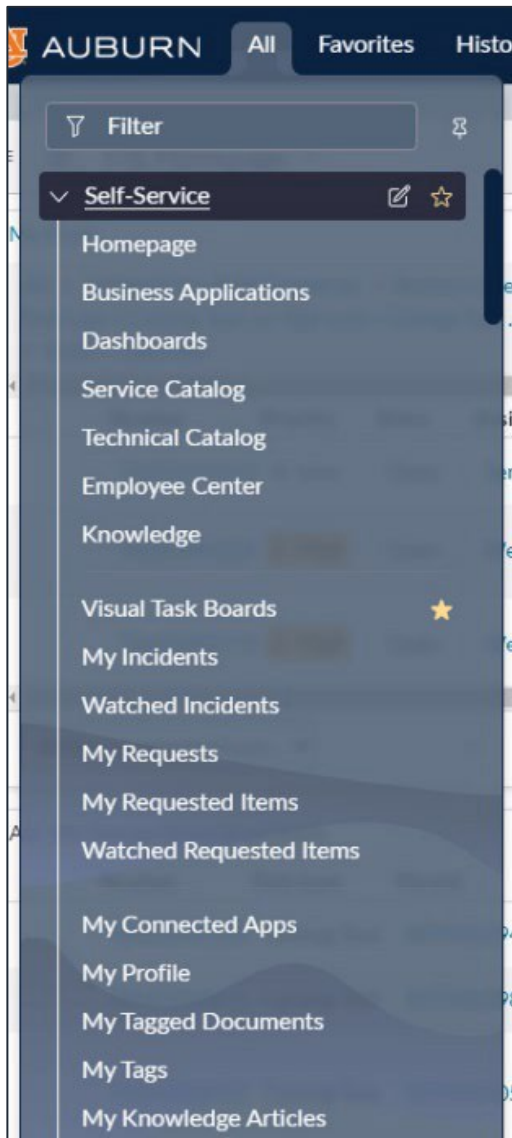 AUBURN All Favorites Histo
Filter
Self-Service
Homepage
Business Applications
Dashboards
Service Catalog
Technical Catalog
Employee Center
Knowledge
Visual Task Boards
My Incidents
Watched Incidents
My Requests
My Requested Items
Watched Requested Items
My Connected Apps
My Profile
My Tagged Documents
My Tags
My Knowledge Articles